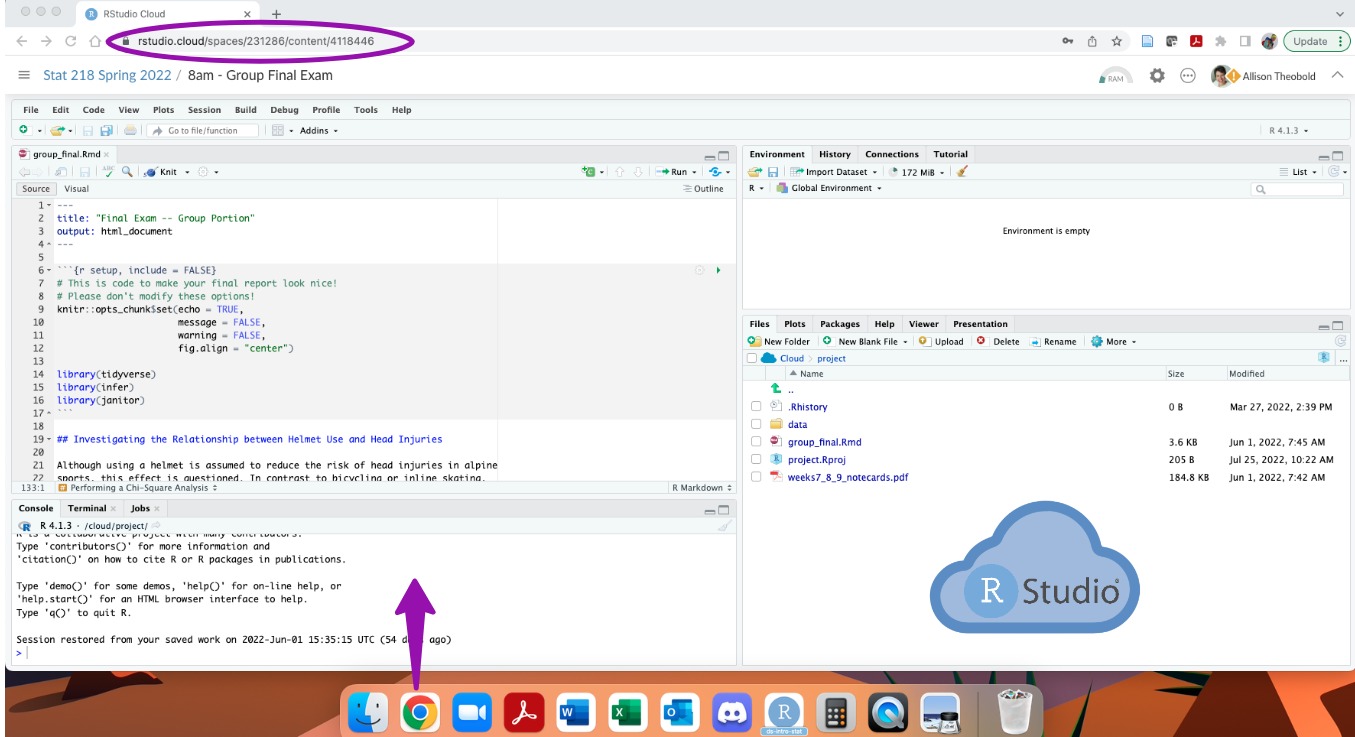 RStudio Cloud
rstudio.cloud/spaces/231286/content/4118446
Update
Stat 218 Spring 2022 / 8am - Group Final Exam
RAM
Allison Theobold
File Edit Code View Plots Session Build Debug Profile Tools Help
Go to file/function
Addins
R 4.1.3
group_final.Rmd
ABC
Knit
Run
Source Visual
Outline
1 ---
2 title: "Final Exam -- Group Portion"
3 output: html_document
4 ---
5
6 ```{r setup, include = FALSE}
7 # This is code to make your final report look nice!
8 # Please don't modify these options!
9 knitr::opts_chunk$set(echo = TRUE,
10 message = FALSE,
11 warning = FALSE,
12 fig.align = "center")
13
14 library(tidyverse)
15 library(infer)
16 library(janitor)
17 ```
18
19 ## Investigating the Relationship between Helmet Use and Head Injuries
20
21 Although using a helmet is assumed to reduce the risk of head injuries in alpine
22 sports, this effect is questioned. In contrast to bicycling or inline skating,
133:1 Performing a Chi-Square Analysis R Markdown
Console Terminal Jobs
R 4.1.3 · /cloud/project/
R is a collaborative project with many contributors.
Type 'contributors()' for more information and
'citation()' on how to cite R or R packages in publications.
Type 'demo()' for some demos, 'help()' for on-line help, or
'help.start()' for an HTML browser interface to help.
Type 'q()' to quit R.
Session restored from your saved work on 2022-Jun-01 15:35:15 UTC (54 ago)
>
Environment History Connections Tutorial
Import Dataset 172 MiB List
R Global Environment
Environment is empty
Files Plots Packages Help Viewer Presentation
New Folder New Blank File Upload Delete Rename More
Cloud project
Name Size Modified
..
.Rhistory 0 B Mar 27, 2022, 2:39 PM
data
group_final.Rmd 3.6 KB Jun 1, 2022, 7:45 AM
project.Rproj 205 B Jul 25, 2022, 10:22 AM
weeks7_8_9_notecards.pdf 184.8 KB Jun 1, 2022, 7:42 AM
R Studio
W
X
O
R
ds-intro-stat